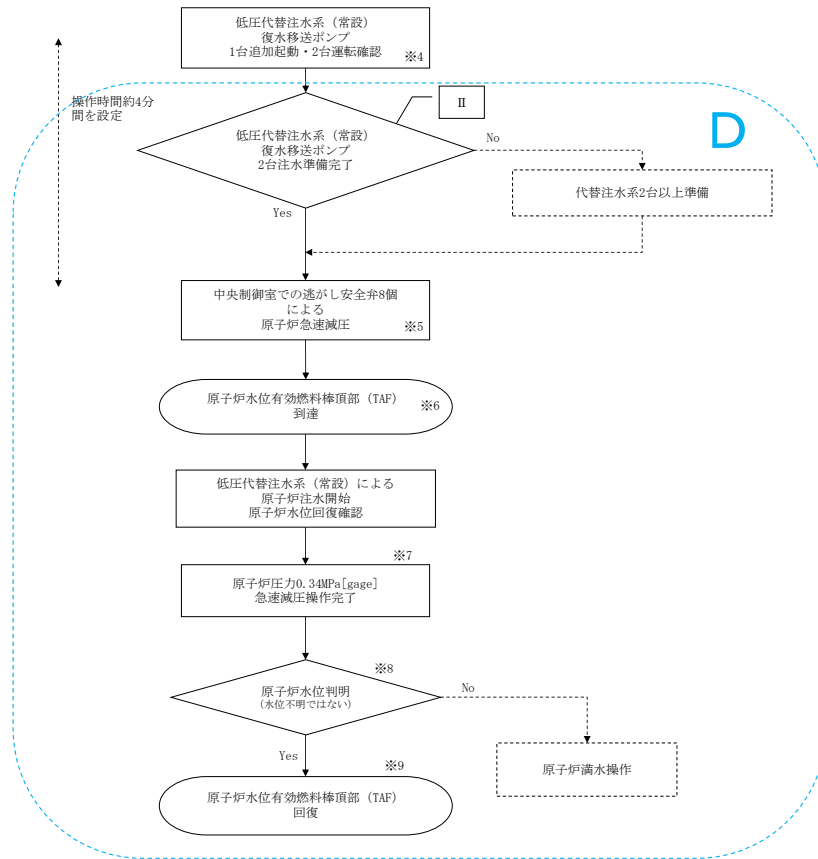 低圧代替注水系（常設）
復水移送ポンプ
1台追加起動・2台運転確認
※4
操作時間約4分
間を設定
Ⅱ
D
低圧代替注水系（常設）
復水移送ポンプ
2台注水準備完了
No
代替注水系2台以上準備
Yes
中央制御室での逃がし安全弁8個
による
原子炉急速減圧
※5
原子炉水位有効燃料棒頂部（TAF）
到達
※6
低圧代替注水系（常設）による
原子炉注水開始
原子炉水位回復確認
※7
原子炉圧力0.34MPa[gage]
急速減圧操作完了
※8
原子炉水位判明
（水位不明ではない）
No
原子炉満水操作
Yes
※9
原子炉水位有効燃料棒頂部（TAF）
回復